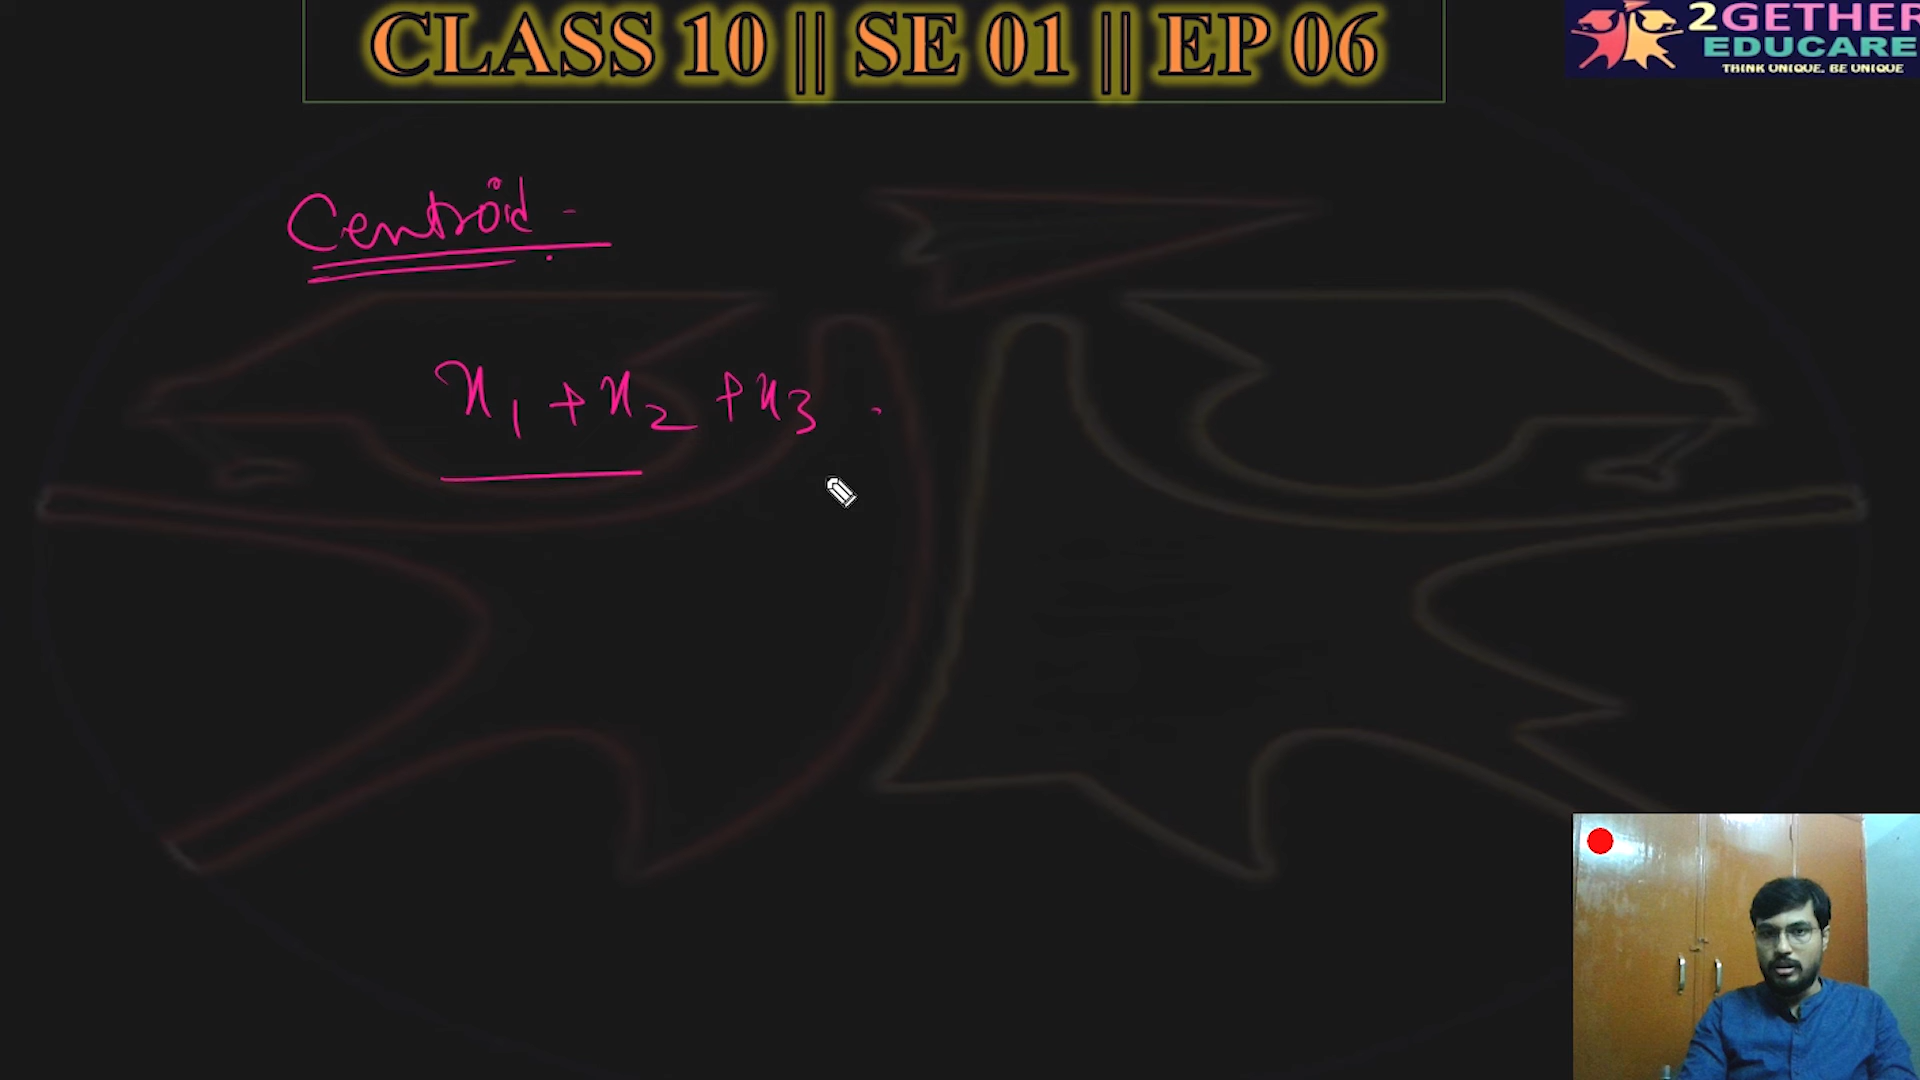 CLASS 10 || SE 01 || EP 06
2GETHER
EDUCARE
THINK UNIQUE, BE UNIQUE
Centroid -
x1 + x2 + x3